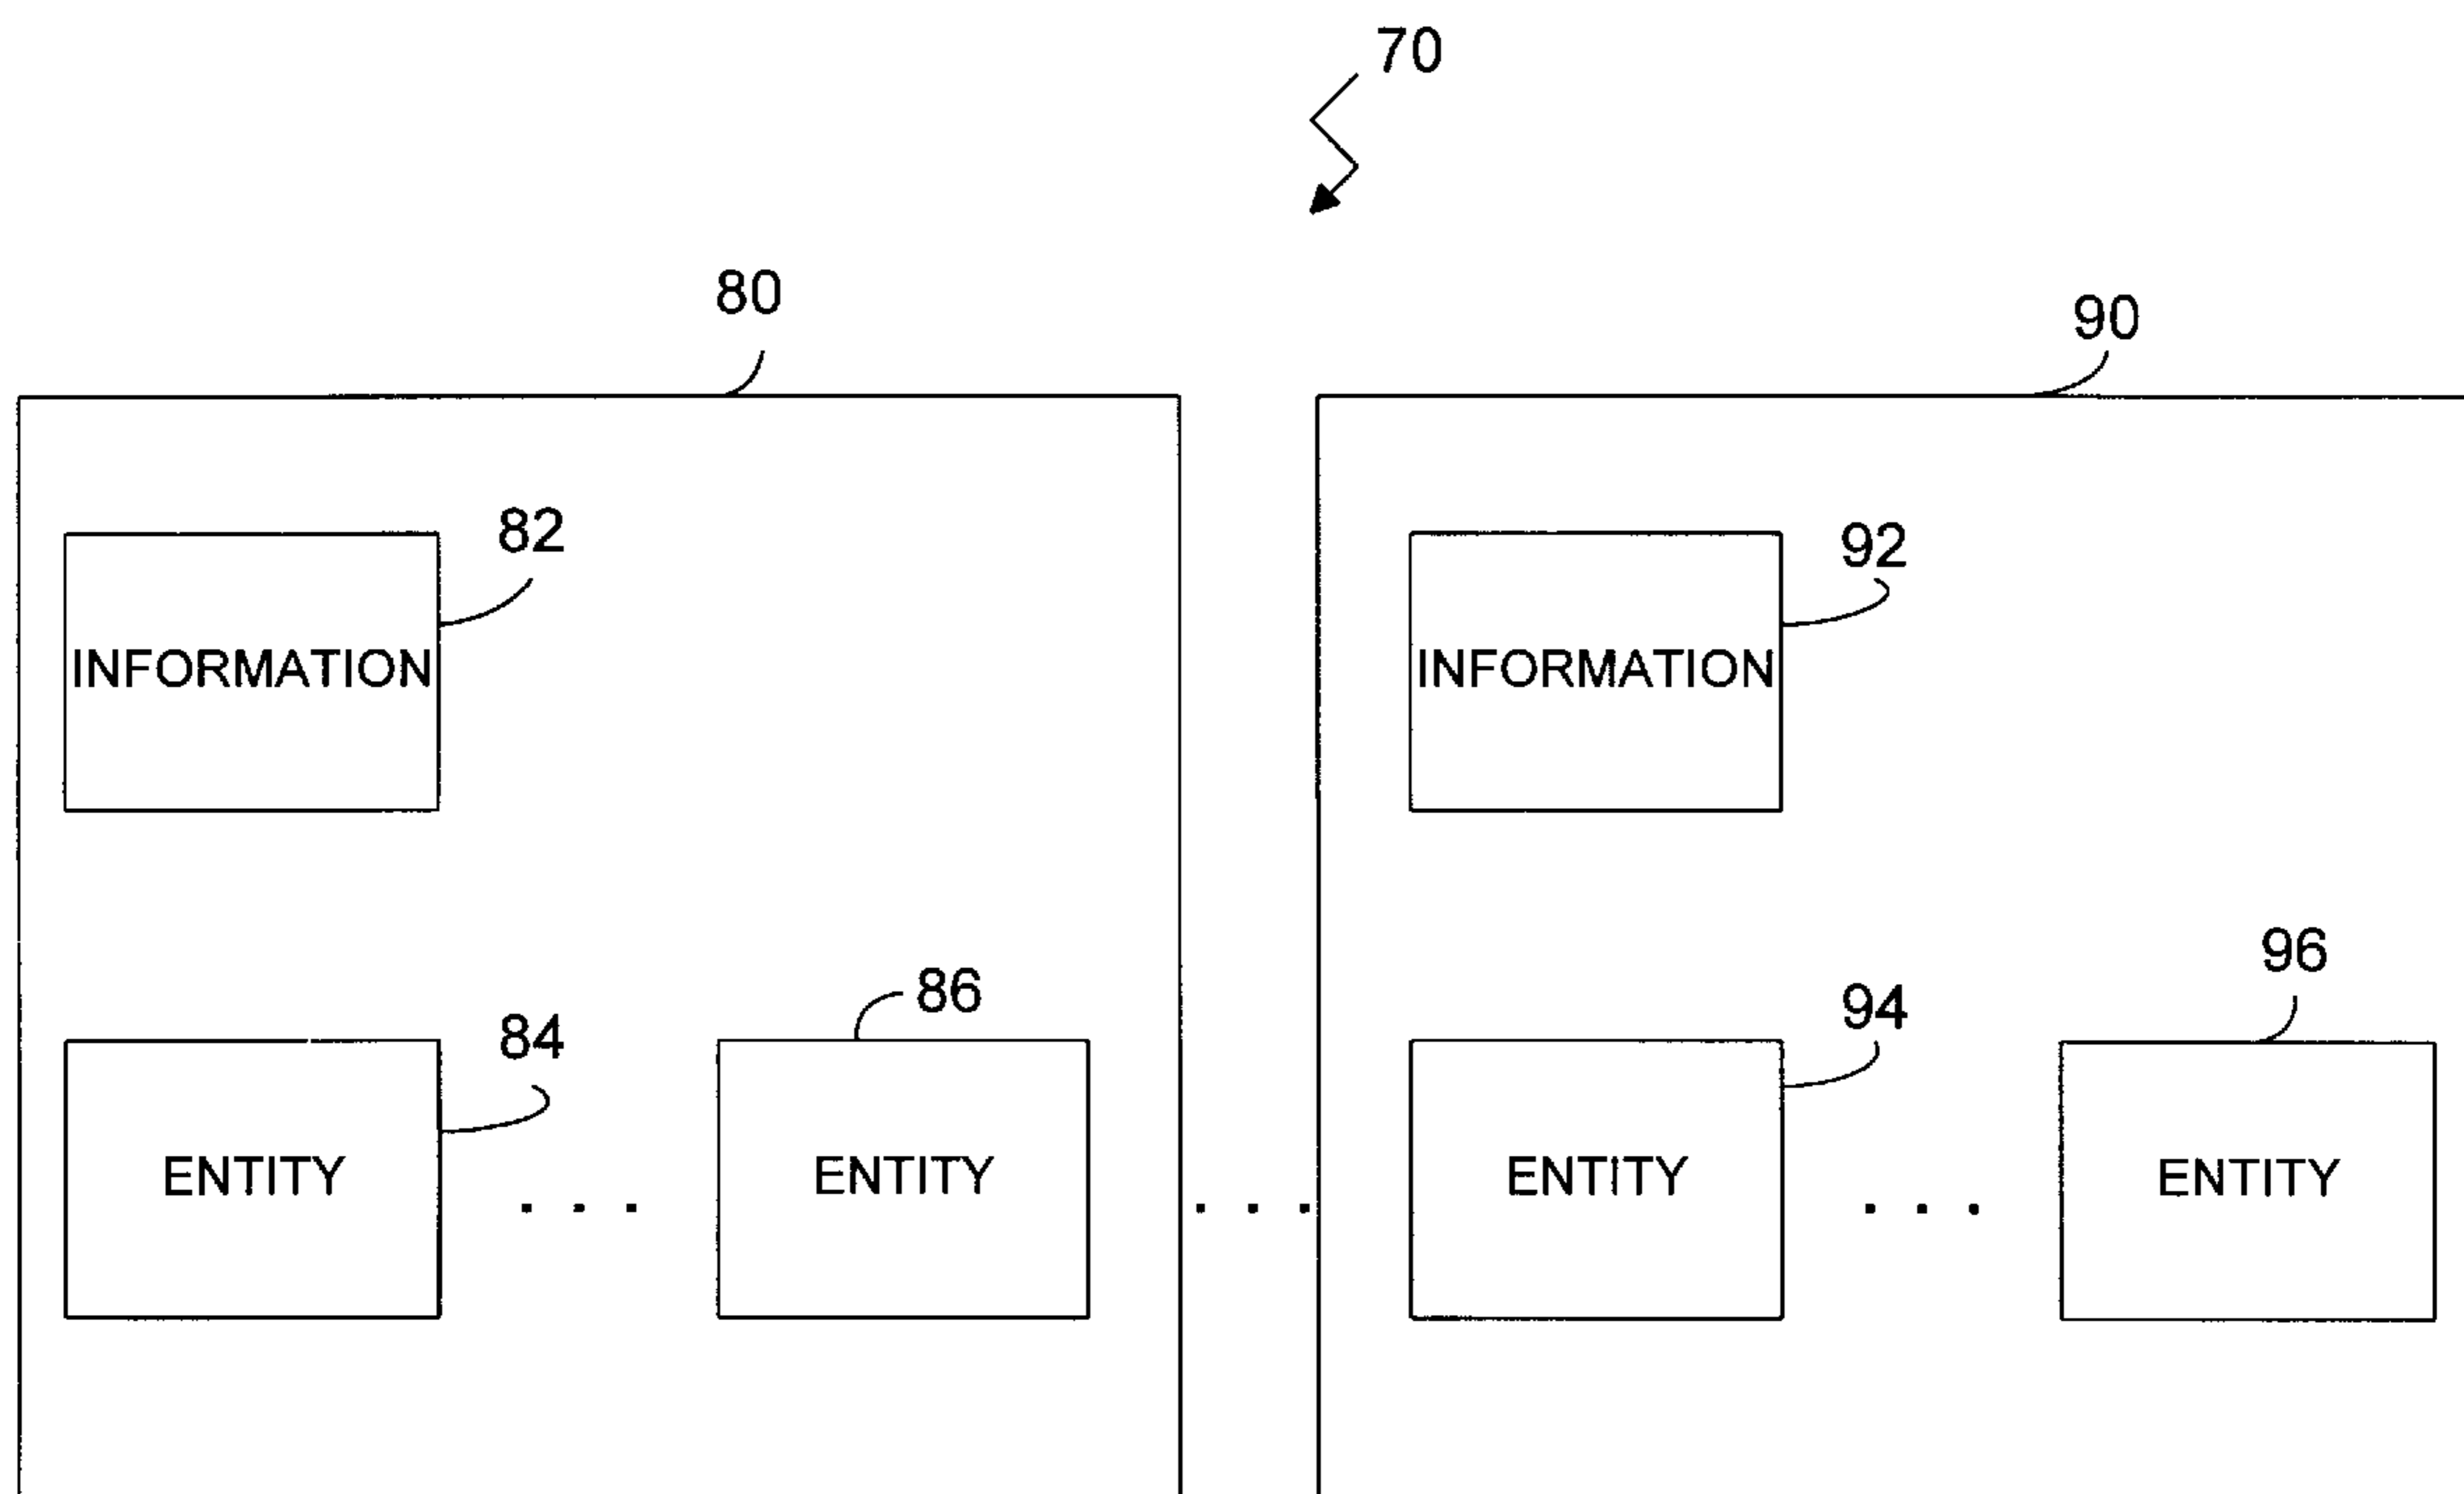 70
80
90
82
92
INFORMATION
INFORMATION
86
96
84
94
ENTITY
. . .
ENTITY
. . .
ENTITY
. . .
ENTITY